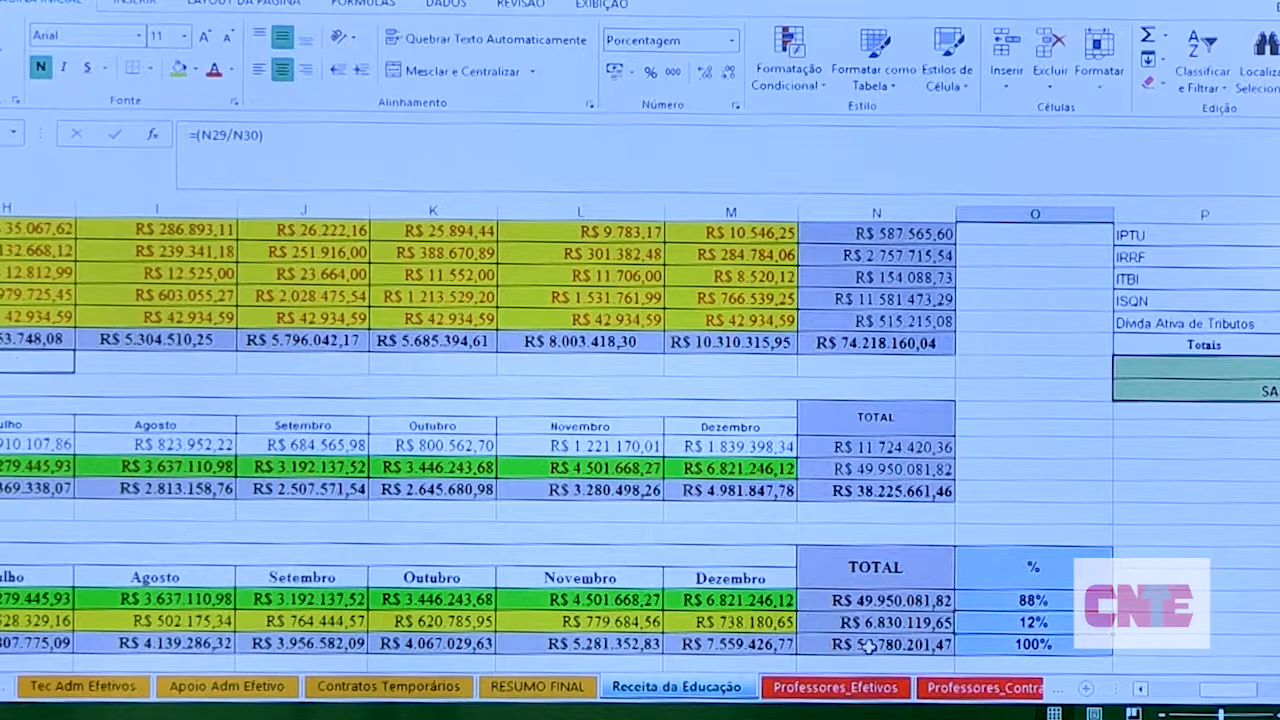 PÁGINA INICIAL INSERIR LAYOUT DA PÁGINA FÓRMULAS DADOS REVISÃO EXIBIÇÃO
Arial 11 Quebrar Texto Automaticamente Porcentagem
N I S Mesclar e Centralizar % 000
Formatação Condicional Formatar como Tabela Estilos de Célula Inserir Excluir Formatar
Classificar e Filtrar
Fonte Alinhamento Número Estilo Células Edição
fx =(N29/N30)
H I J K L M N O P
35.067,62 R$ 286.893,11 R$ 26.222,16 R$ 25.894,44 R$ 9.783,17 R$ 10.546,25 R$ 587.565,60 IPTU
132.668,12 R$ 239.341,18 R$ 251.916,00 R$ 388.670,89 R$ 301.382,48 R$ 284.784,06 R$ 2.757.715,54 IRRF
12.812,99 R$ 12.525,00 R$ 23.664,00 R$ 11.552,00 R$ 11.706,00 R$ 8.520,12 R$ 154.088,73 ITBI
979.725,45 R$ 603.055,27 R$ 2.028.475,54 R$ 1.213.529,20 R$ 1.531.761,99 R$ 766.539,25 R$ 11.581.473,29 ISQN
42.934,59 R$ 42.934,59 R$ 42.934,59 R$ 42.934,59 R$ 42.934,59 R$ 42.934,59 R$ 515.215,08 Dívida Ativa de Tributos
53.748,08 R$ 5.304.510,25 R$ 5.796.042,17 R$ 5.685.394,61 R$ 8.003.418,30 R$ 10.310.315,95 R$ 74.218.160,04 Totais
SA
ulho Agosto Setembro Outubro Novembro Dezembro TOTAL
910.107,86 R$ 823.952,22 R$ 684.565,98 R$ 800.562,70 R$ 1.221.170,01 R$ 1.839.398,34 R$ 11.724.420,36
279.445,93 R$ 3.637.110,98 R$ 3.192.137,52 R$ 3.446.243,68 R$ 4.501.668,27 R$ 6.821.246,12 R$ 49.950.081,82
369.338,07 R$ 2.813.158,76 R$ 2.507.571,54 R$ 2.645.680,98 R$ 3.280.498,26 R$ 4.981.847,78 R$ 38.225.661,46
ulho Agosto Setembro Outubro Novembro Dezembro TOTAL %
279.445,93 R$ 3.637.110,98 R$ 3.192.137,52 R$ 3.446.243,68 R$ 4.501.668,27 R$ 6.821.246,12 R$ 49.950.081,82 88%
528.329,16 R$ 502.175,34 R$ 764.444,57 R$ 620.785,95 R$ 779.684,56 R$ 738.180,65 R$ 6.830.119,65 12%
807.775,09 R$ 4.139.286,32 R$ 3.956.582,09 R$ 4.067.029,63 R$ 5.281.352,83 R$ 7.559.426,77 100%
CNTE
Tec Adm Efetivos Apoio Adm Efetivo Contratos Temporários RESUMO FINAL Receita da Educação Professores_Efetivos Professores_Contra